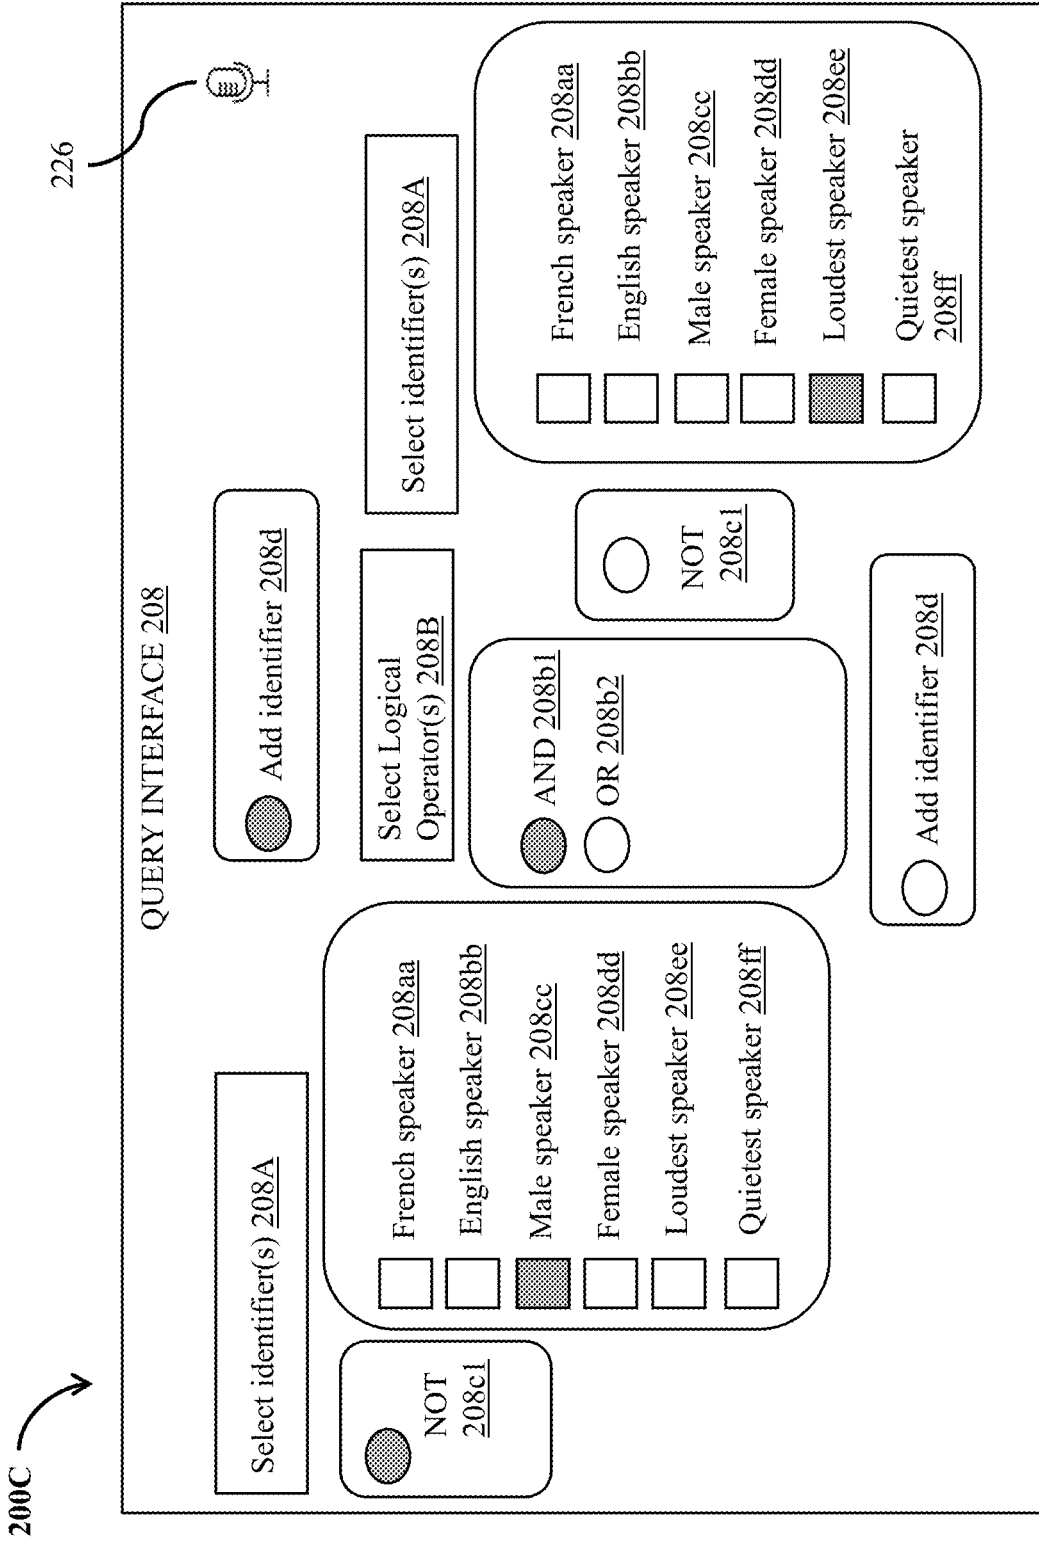 200C
226
QUERY INTERFACE 208
Add identifier 208d
Select identifier(s) 208A
Select Logical
Operator(s) 208B
Select identifier(s) 208A
NOT
208c1
French speaker 208aa
English speaker 208bb
Male speaker 208cc
Female speaker 208dd
Loudest speaker 208ee
Quietest speaker 208ff
AND 208b1
OR 208b2
NOT
208c1
French speaker 208aa
English speaker 208bb
Male speaker 208cc
Female speaker 208dd
Loudest speaker 208ee
Quietest speaker
208ff
Add identifier 208d